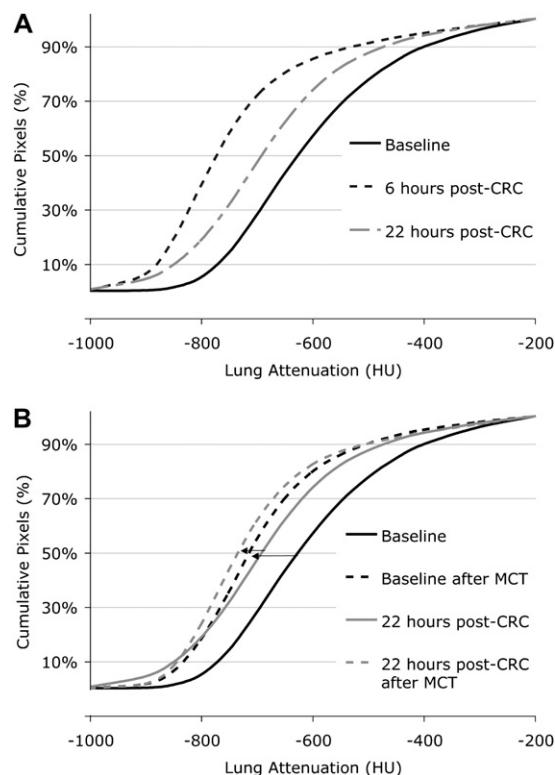 A
90%
70%
50%
30%
10%
Cumulative Pixels (%)
Baseline
6 hours post-CRC
22 hours post-CRC
-1000 -800 -600 -400 -200
Lung Attenuation (HU)
B
90%
70%
50%
30%
10%
Cumulative Pixels (%)
Baseline
Baseline after MCT
22 hours post-CRC
22 hours post-CRC
after MCT
-1000 -800 -600 -400 -200
Lung Attenuation (HU)